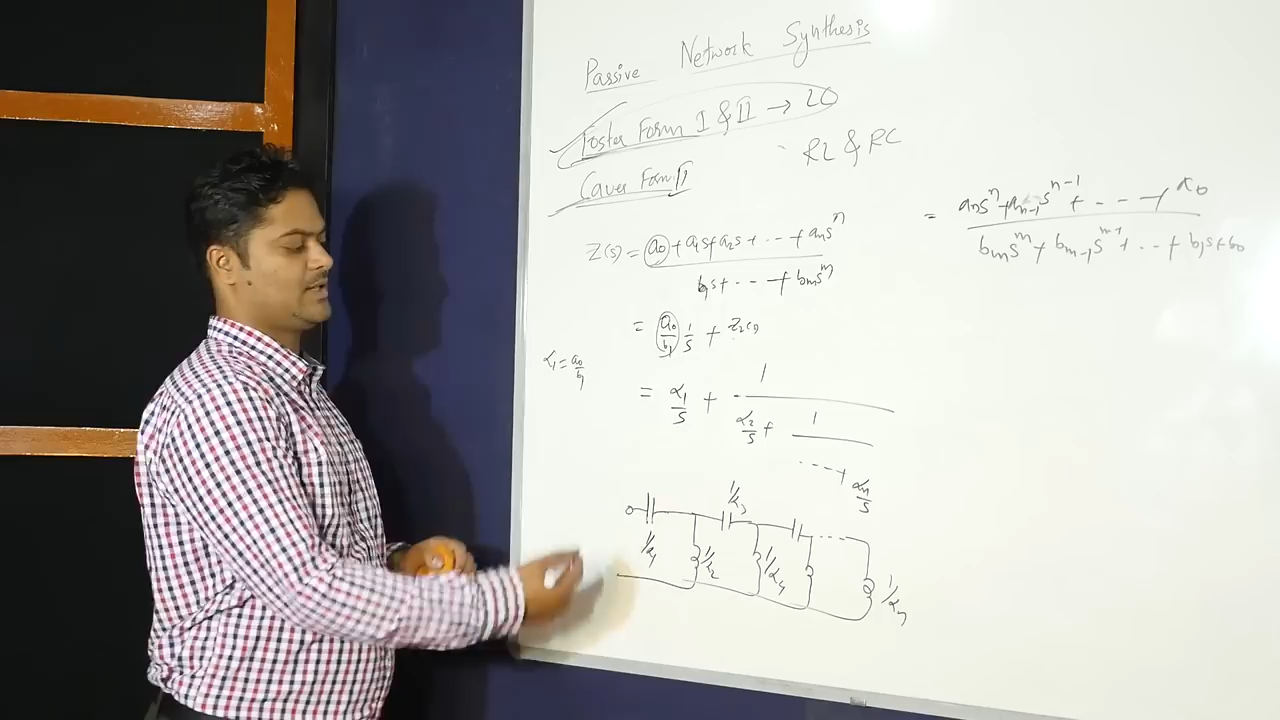 Passive Network Synthesis
Foster Form I & II → LC
RL & RC
Cauer Form II
Z(s) = a0 + a1s + a2s + --- + ansⁿ
b1s + --- + bmsᵐ
= ansⁿ + an-1sⁿ⁻¹ + --- + a0
bmsᵐ + bm-1sᵐ⁻¹ + --- + b1s + b0
= a0/b1 1/s + Z2(s)
α1 = a0/b1
= α1/s + 1
α2/s + 1
---- + αn/s
1/α1 1/α2 1/α3 1/α4 1/αn